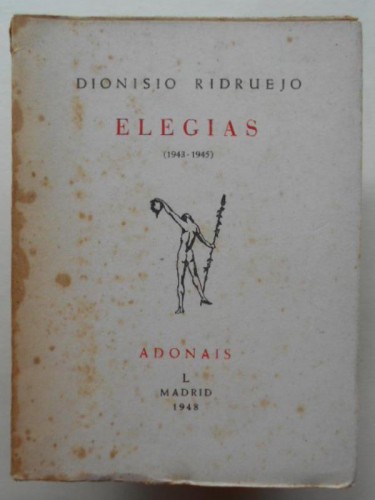 DIONISIO RIDRUEJO
ELEGIAS
(1943-1945)
ADONAIS
L
MADRID
1948